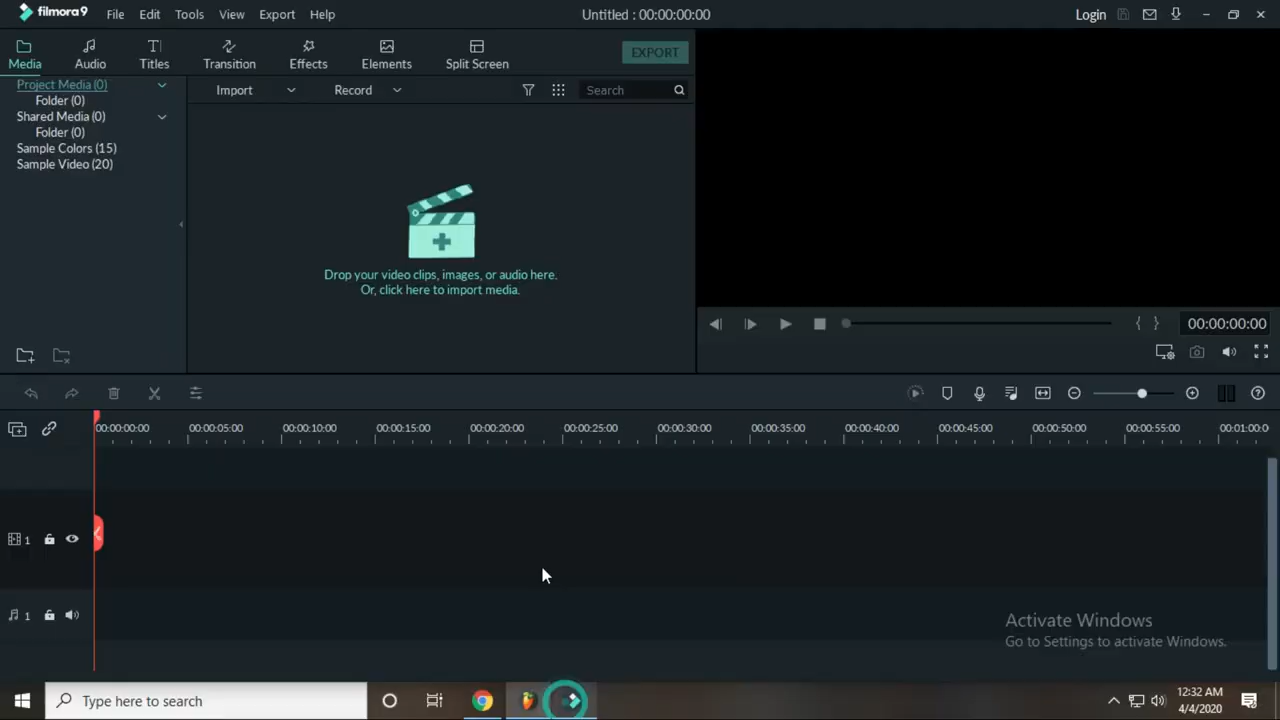 filmora9 File Edit Tools View Export Help Untitled : 00:00:00:00 Login
Media Audio Titles Transition Effects Elements Split Screen EXPORT
Project Media (0)
Folder (0)
Shared Media (0)
Folder (0)
Sample Colors (15)
Sample Video (20)
Import Record Search
Drop your video clips, images, or audio here.
Or, click here to import media.
00:00:00:00
00:00:00:00 00:00:05:00 00:00:10:00 00:00:15:00 00:00:20:00 00:00:25:00 00:00:30:00 00:00:35:00 00:00:40:00 00:00:45:00 00:00:50:00 00:00:55:00 00:01:00:0
1
1
Activate Windows
Go to Settings to activate Windows.
Type here to search
12:32 AM
4/4/2020